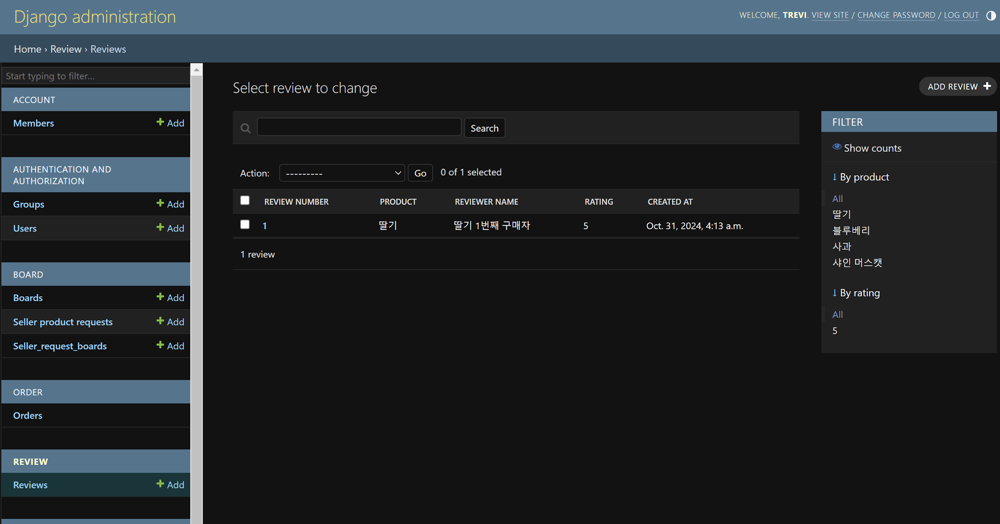 Django administration
WELCOME, TREVI. VIEW SITE / CHANGE PASSWORD / LOG OUT
Home › Review › Reviews
Start typing to filter...
ACCOUNT
Members Add
AUTHENTICATION AND
AUTHORIZATION
Groups Add
Users Add
BOARD
Boards Add
Seller product requests Add
Seller_request_boards Add
ORDER
Orders
REVIEW
Reviews Add
Select review to change
ADD REVIEW
Search
Action: --------- Go 0 of 1 selected
REVIEW NUMBER PRODUCT REVIEWER NAME RATING CREATED AT
1 딸기 딸기 1번째 구매자 5 Oct. 31, 2024, 4:13 a.m.
1 review
FILTER
Show counts
↓ By product
All
딸기
블루베리
사과
샤인 머스캣
↓ By rating
All
5